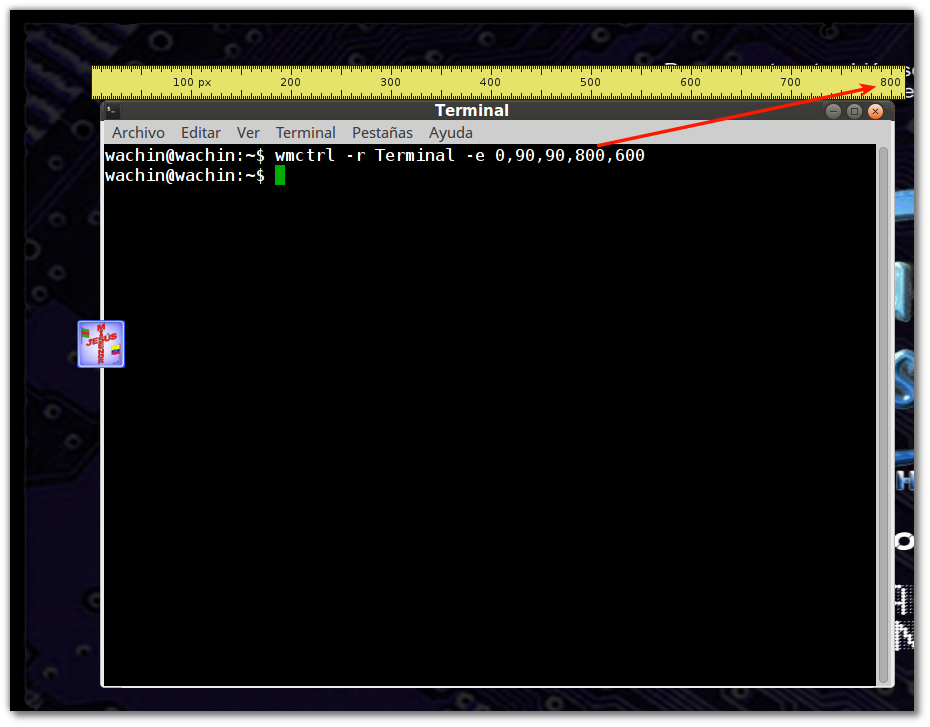 100 px 200 300 400 500 600 700 800
Terminal
Archivo Editar Ver Terminal Pestañas Ayuda
wachin@wachin:~$ wmctrl -r Terminal -e 0,90,90,800,600
wachin@wachin:~$
JESÚS